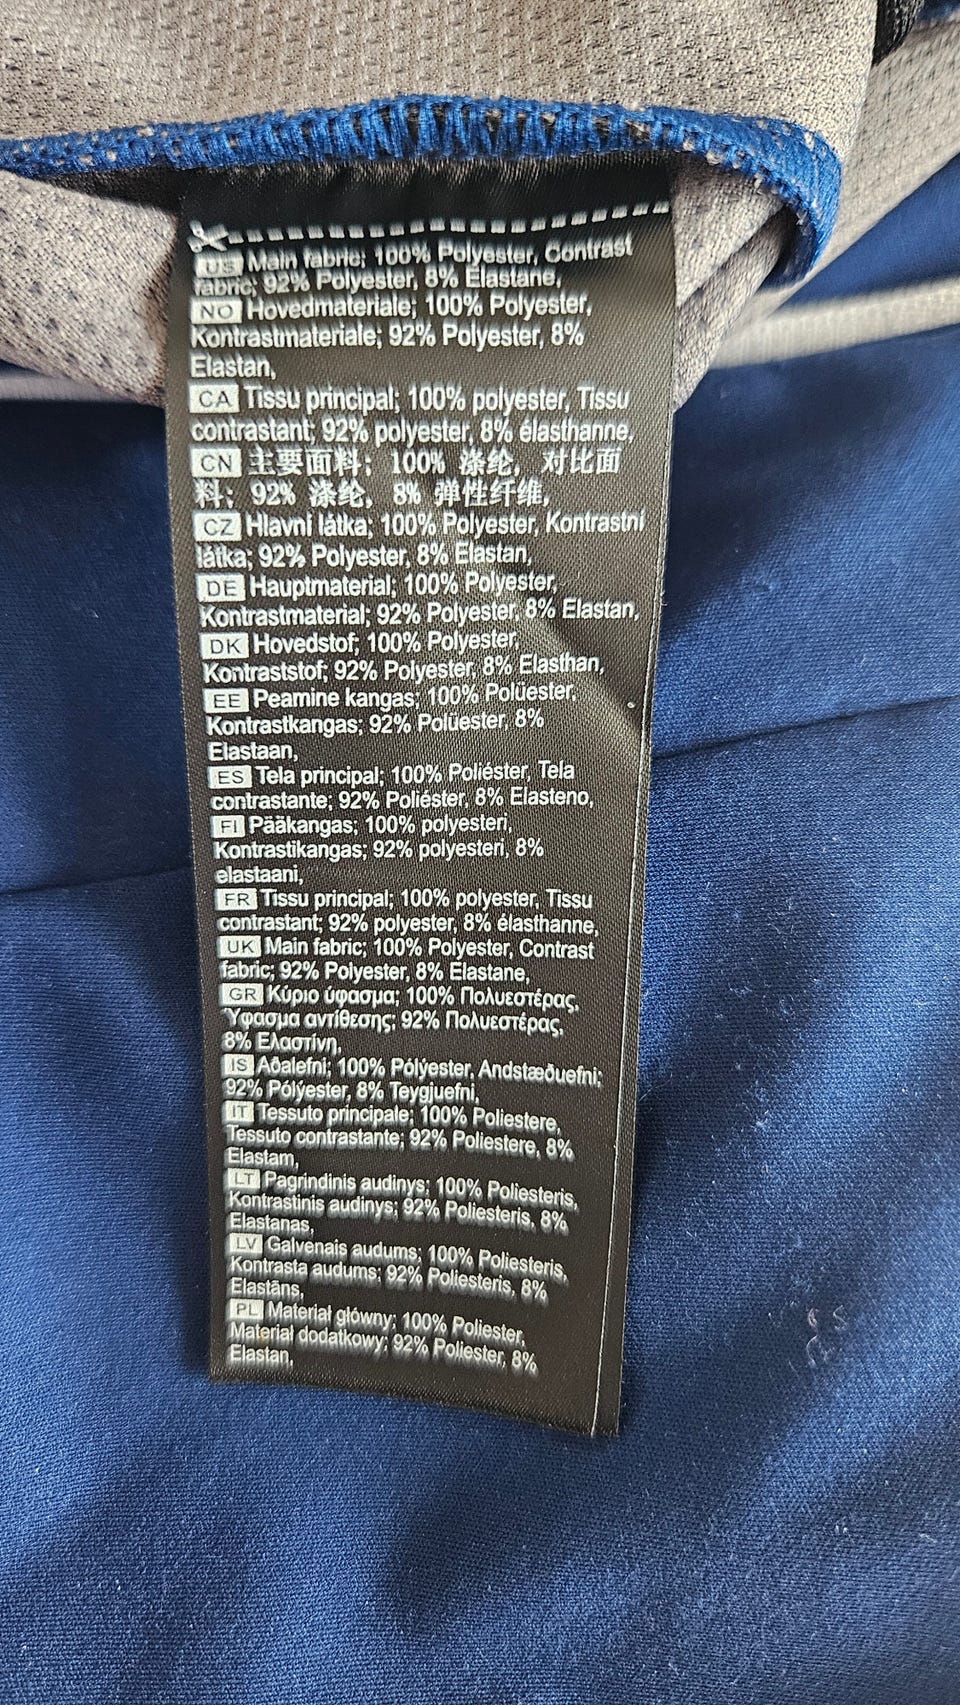 US Main fabric; 100% Polyester, Contrast
fabric; 92% Polyester, 8% Elastane,
NO Hovedmateriale; 100% Polyester,
Kontrastmateriale; 92% Polyester, 8%
Elastan,
CA Tissu principal; 100% polyester, Tissu
contrastant; 92% polyester, 8% élasthanne,
CN 主要面料; 100% 涤纶, 对比面
料; 92% 涤纶, 8% 弹性纤维,
CZ Hlavní látka; 100% Polyester, Kontrastní
látka; 92% Polyester, 8% Elastan,
DE Hauptmaterial; 100% Polyester,
Kontrastmaterial; 92% Polyester, 8% Elastan,
DK Hovedstof; 100% Polyester,
Kontraststof; 92% Polyester, 8% Elasthan,
EE Peamine kangas; 100% Polüester,
Kontrastkangas; 92% Polüester, 8%
Elastaan,
ES Tela principal; 100% Poliéster, Tela
contrastante; 92% Poliéster, 8% Elasteno,
FI Pääkangas; 100% polyesteri,
Kontrastikangas; 92% polyesteri, 8%
elastaani,
FR Tissu principal; 100% polyester, Tissu
contrastant; 92% polyester, 8% élasthanne,
UK Main fabric; 100% Polyester, Contrast
fabric; 92% Polyester, 8% Elastane,
GR Κύριο ύφασμα; 100% Πολυεστέρας,
Ύφασμα αντίθεσης; 92% Πολυεστέρας,
8% Ελαστίνη,
IS Aðalefni; 100% Pólýester, Andstæðuefni;
92% Pólýester, 8% Teygjuefni,
IT Tessuto principale; 100% Poliestere,
Tessuto contrastante; 92% Poliestere, 8%
Elastam,
LT Pagrindinis audinys; 100% Poliesteris,
Kontrastinis audinys; 92% Poliesteris, 8%
Elastanas,
LV Galvenais audums; 100% Poliesteris,
Kontrasta audums; 92% Poliesteris, 8%
Elastāns,
PL Materiał główny; 100% Poliester,
Materiał dodatkowy; 92% Poliester, 8%
Elastan,